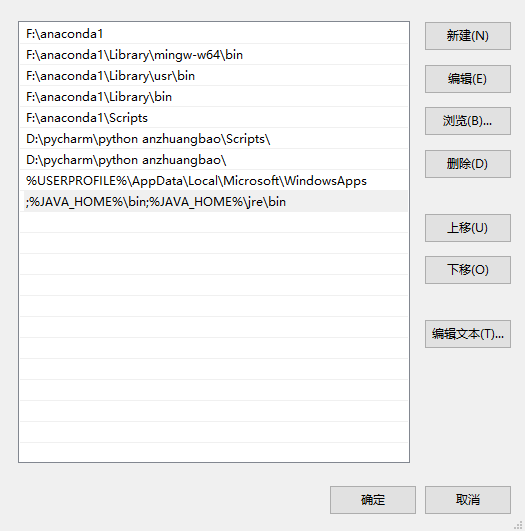 F:\anaconda1
F:\anaconda1\Library\mingw-w64\bin
F:\anaconda1\Library\usr\bin
F:\anaconda1\Library\bin
F:\anaconda1\Scripts
D:\pycharm\python anzhuangbao\Scripts\
D:\pycharm\python anzhuangbao\
%USERPROFILE%\AppData\Local\Microsoft\WindowsApps
;%JAVA_HOME%\bin;%JAVA_HOME%\jre\bin
新建(N)
编辑(E)
浏览(B)...
删除(D)
上移(U)
下移(O)
编辑文本(T)...
确定
取消